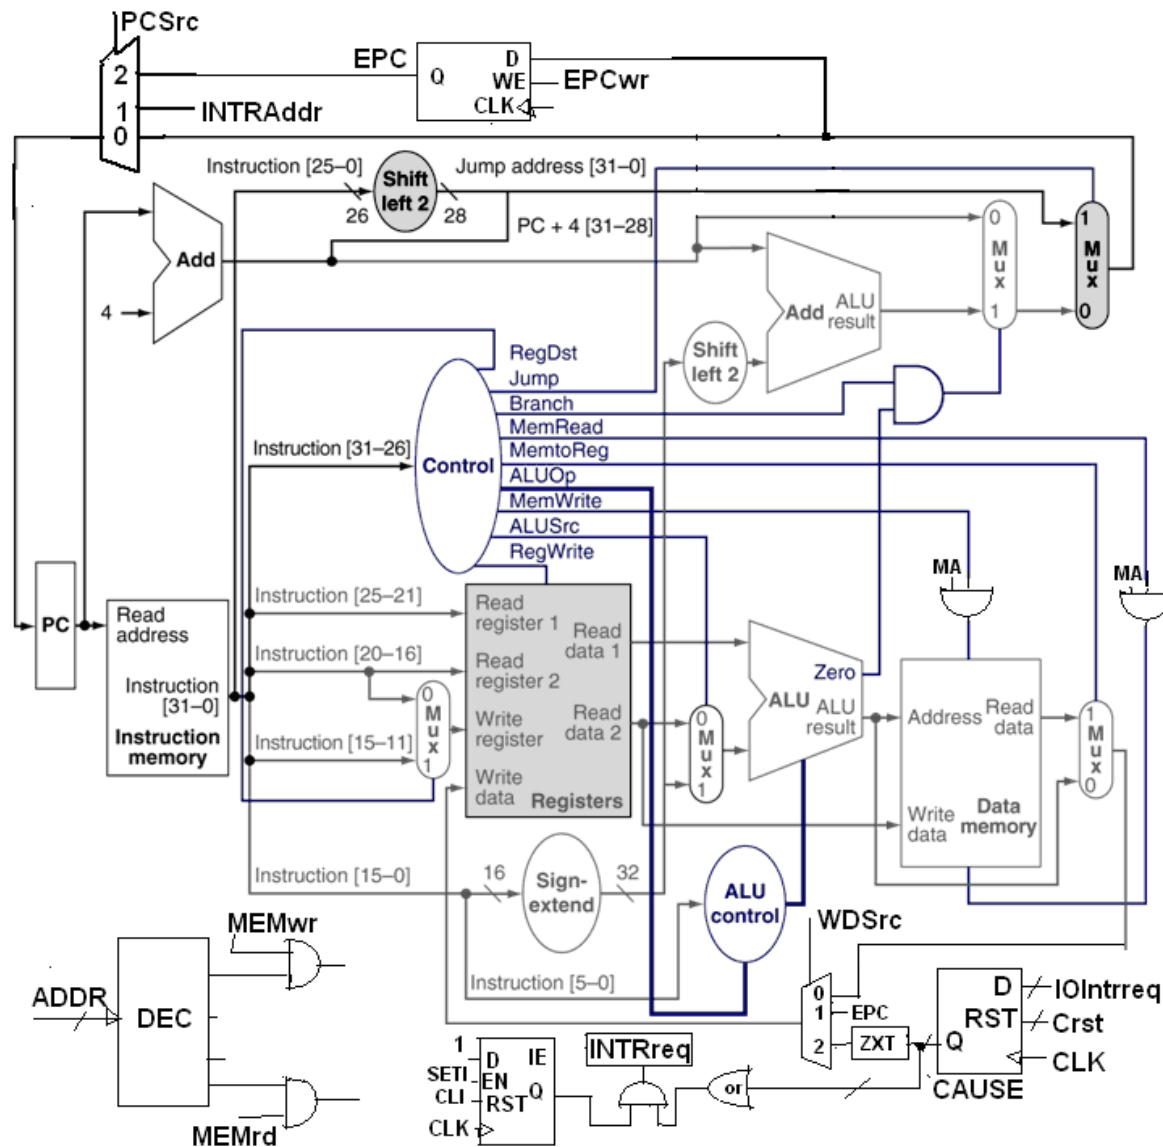 PCSrc
EPC
D
Q
WE
EPCwr
CLK
2
1
INTRAddr
0
Instruction [25–0]
Shift
left 2
Jump address [31–0]
26
28
PC + 4 [31–28]
Add
4
0
M
u
x
1
1
M
u
x
0
Add
ALU
result
Shift
left 2
RegDst
Jump
Branch
MemRead
MemtoReg
ALUOp
MemWrite
ALUSrc
RegWrite
Instruction [31–26]
Control
MA
MA
PC
Read
address
Instruction
[31–0]
Instruction
memory
Instruction [25–21]
Instruction [20–16]
Instruction [15–11]
0
M
u
x
1
Read
register 1
Read
register 2
Write
register
Write
data
Read
data 1
Read
data 2
Registers
0
M
u
x
1
Zero
ALU
ALU
result
Address
Read
data
Write
data
Data
memory
1
M
u
x
0
Instruction [15–0]
16
Sign-
extend
32
ALU
control
Instruction [5–0]
MEMwr
ADDR
DEC
MEMrd
WDSrc
0
1
EPC
2
ZXT
D
IOIntrreq
RST
Crst
Q
CLK
CAUSE
1
D
IE
SETI
EN
Q
CLI
RST
CLK
INTRreq
or